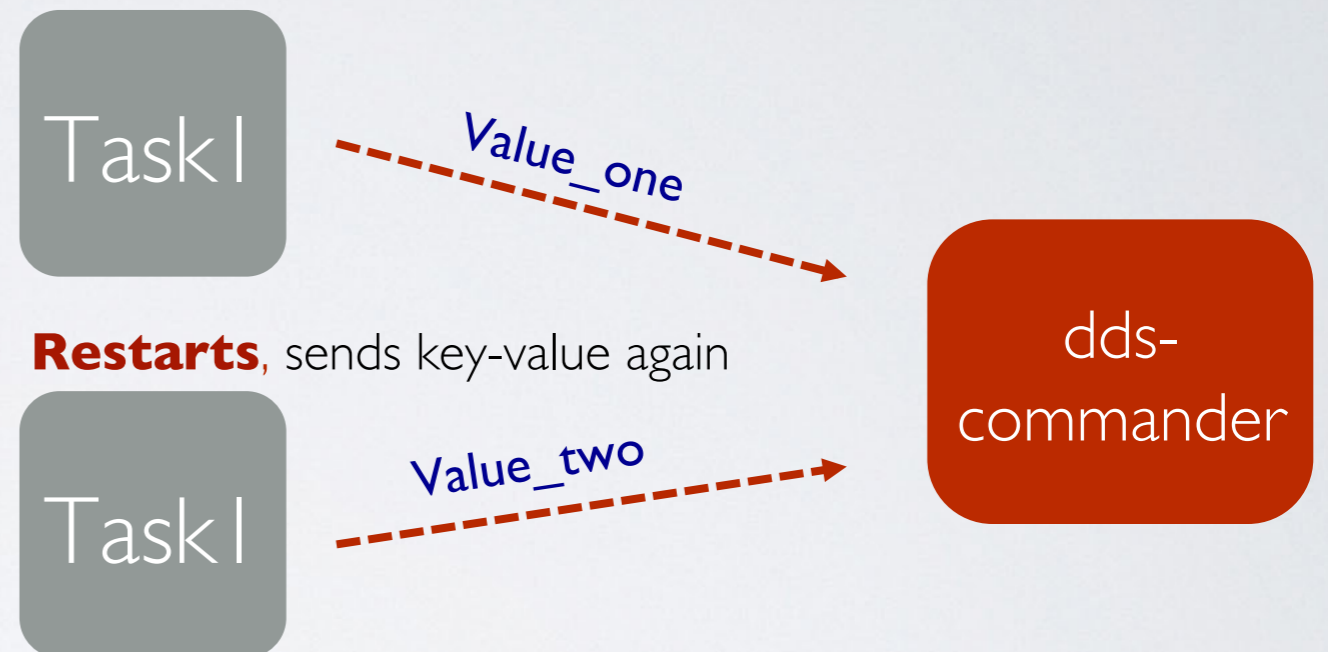 Task1
Value_one
Restarts, sends key-value again
dds-
commander
Value_two
Task1